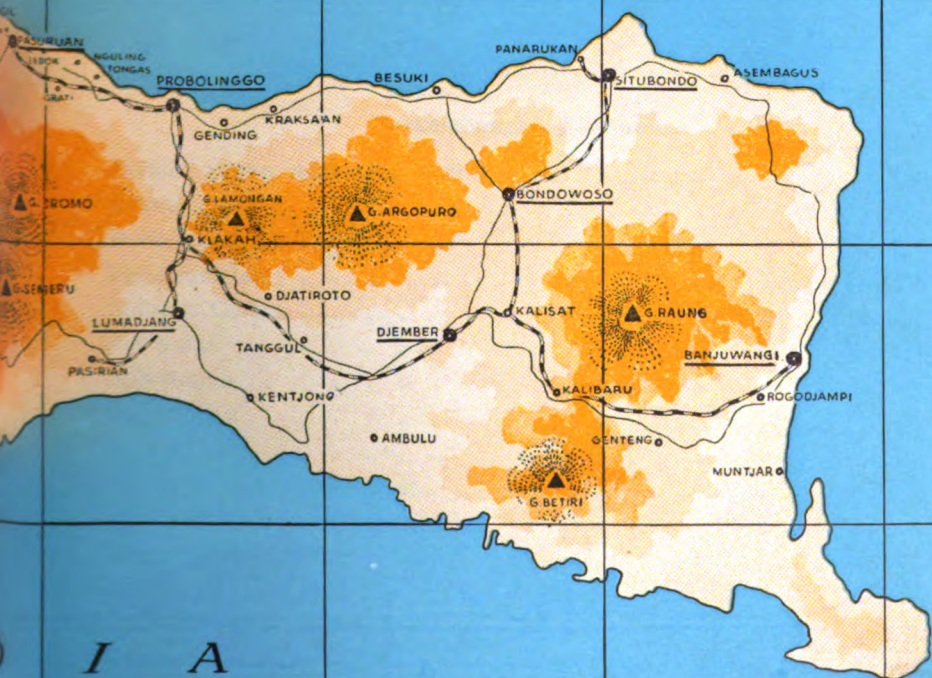 PASURUAN
NGULING
TONGAS
GRATI
PROBOLINGGO
GENDING
KRAKSAAN
BESUKI
PANARUKAN
SITUBONDO
ASEMBAGUS
BONDOWOSO
G. BROMO
G. LAMONGAN
G. ARGOPURO
KLAKAH
G. SEMERU
DJATIROTO
LUMADJANG
TANGGUL
DJEMBER
KALISAT
G. RAUNG
BANJUWANGI
PASIRIAN
KENTJONG
KALIBARU
ROGODJAMPI
AMBULU
GENTENG
MUNTJAR
G. BETIRI
I A